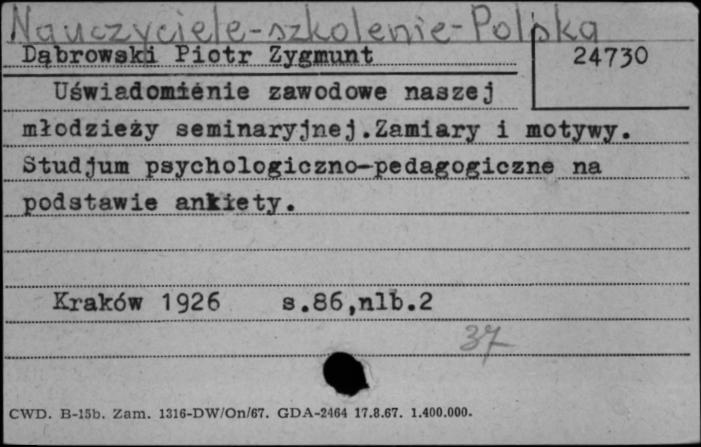 Nauczyciele-szkolenie-Polska
Dąbrowski Piotr Zygmunt
24730
Uświadomienie zawodowe naszej
młodzieży seminaryjnej.Zamiary i motywy.
Studjum psychologiczno-pedagogiczne na
podstawie ankiety.
Kraków 1926 s.86,nlb.2
37
CWD. B-15b. Zam. 1316-DW/On/67. GDA-2464 17.8.67. 1.400.000.